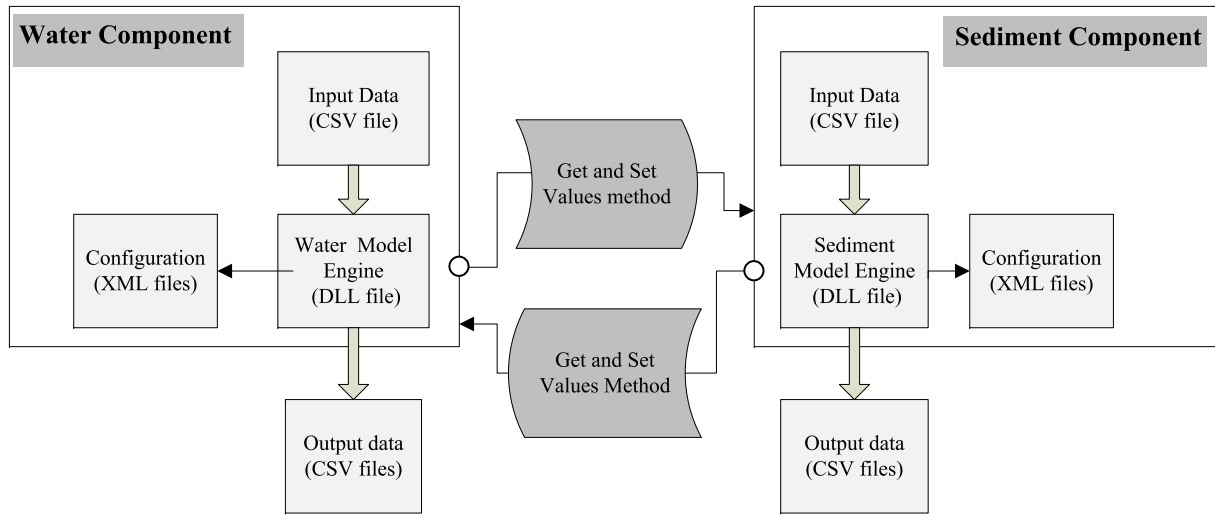 Water Component
Sediment Component
Input Data
(CSV file)
Input Data
(CSV file)
Get and Set
Values method
Configuration
(XML files)
Water Model
Engine
(DLL file)
Sediment
Model Engine
(DLL file)
Configuration
(XML files)
Get and Set
Values Method
Output data
(CSV files)
Output data
(CSV files)